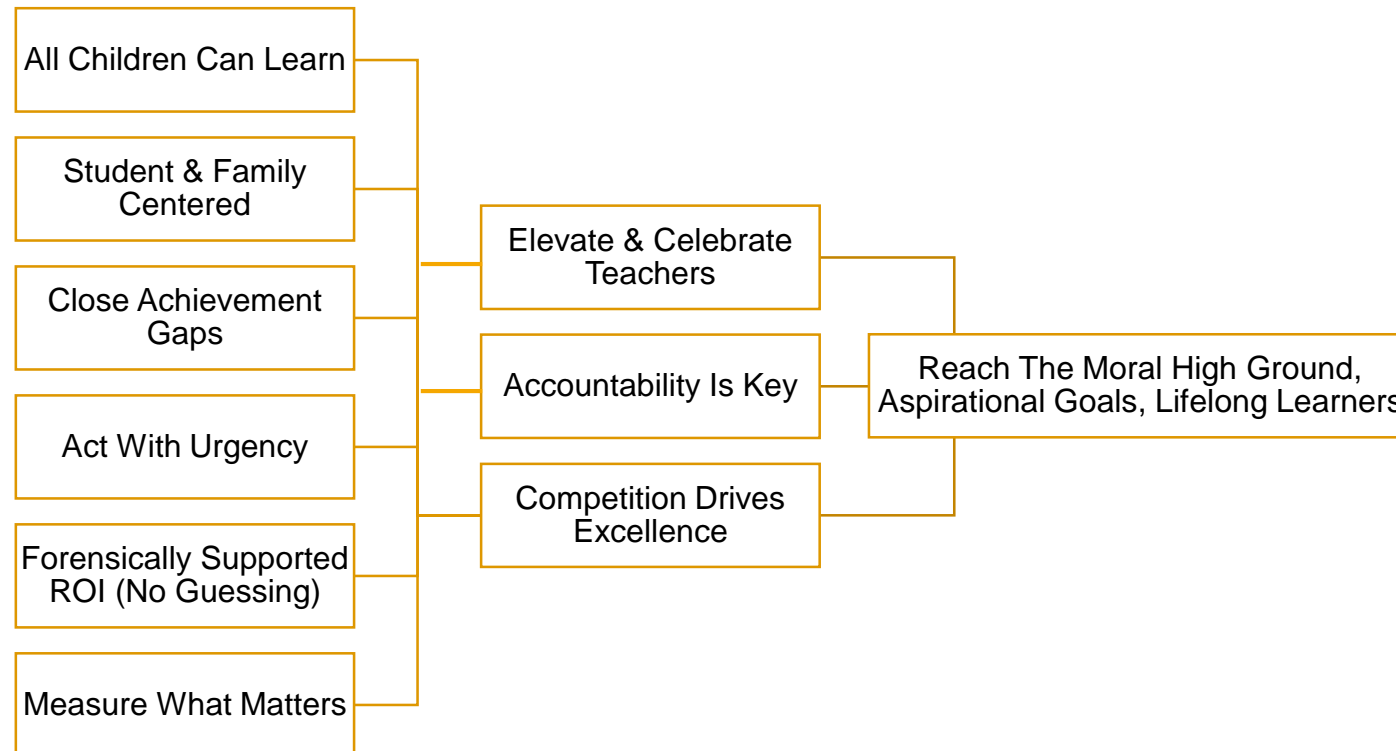 All Children Can Learn
Student & Family
Centered
Close Achievement
Gaps
Act With Urgency
Forensically Supported
ROI (No Guessing)
Measure What Matters
Elevate & Celebrate
Teachers
Accountability Is Key
Competition Drives
Excellence
Reach The Moral High Ground,
Aspirational Goals, Lifelong Learners